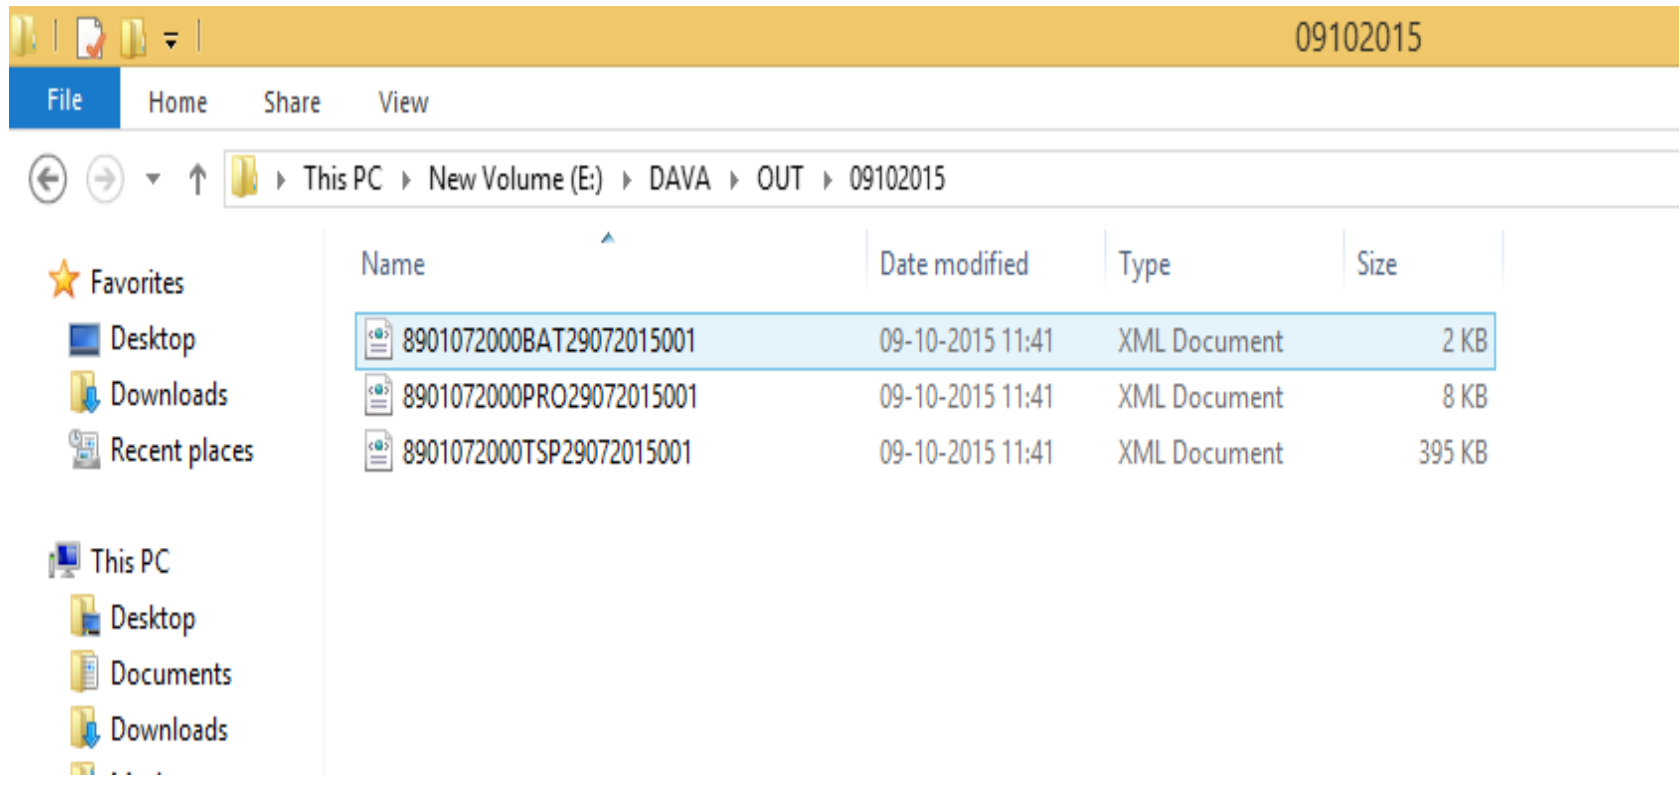 09102015
File Home Share View
This PC New Volume (E:) DAVA OUT 09102015
Name Date modified Type Size
Favorites
Desktop
Downloads
Recent places
This PC
Desktop
Documents
Downloads
8901072000BAT29072015001 09-10-2015 11:41 XML Document 2 KB
8901072000PRO29072015001 09-10-2015 11:41 XML Document 8 KB
8901072000TSP29072015001 09-10-2015 11:41 XML Document 395 KB